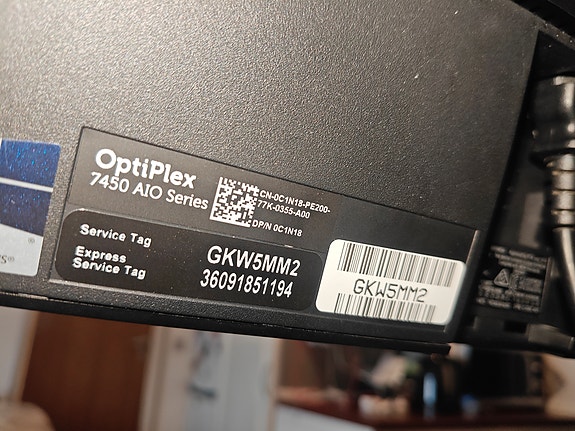 OptiPlex
7450 AIO Series
CN-0C1N18-PE200-
77K-0355-A00
DPN 0C1N18
Service Tag
GKW5MM2
Express
Service Tag
36091851194
GKW5MM2